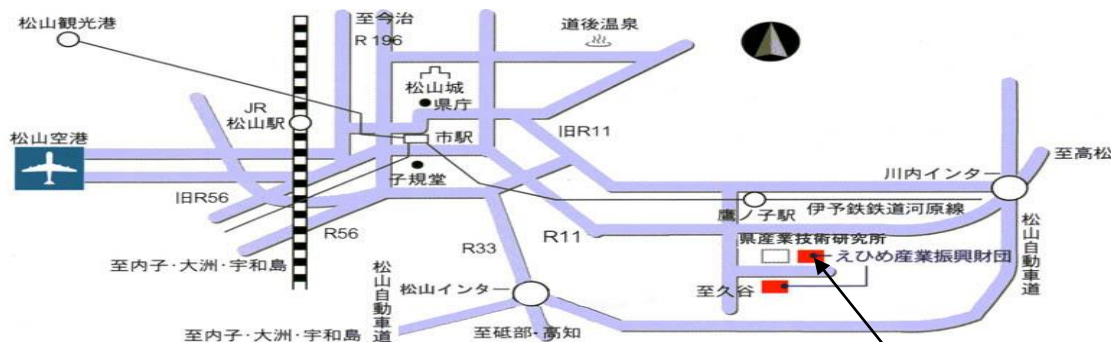 松山観光港
至今治
R 196
道後温泉
松山城
県庁
JR
松山駅
市駅
旧R11
松山空港
至高松
子規堂
川内インター
旧R56
鷹ノ子駅
伊予鉄鉄道河原線
R56
R33
R11
県産業技術研究所
えひめ産業振興財団
松山自動車道
至内子・大洲・宇和島
松山自動車道
松山インター
至久谷
至内子・大洲・宇和島
至砥部・高知